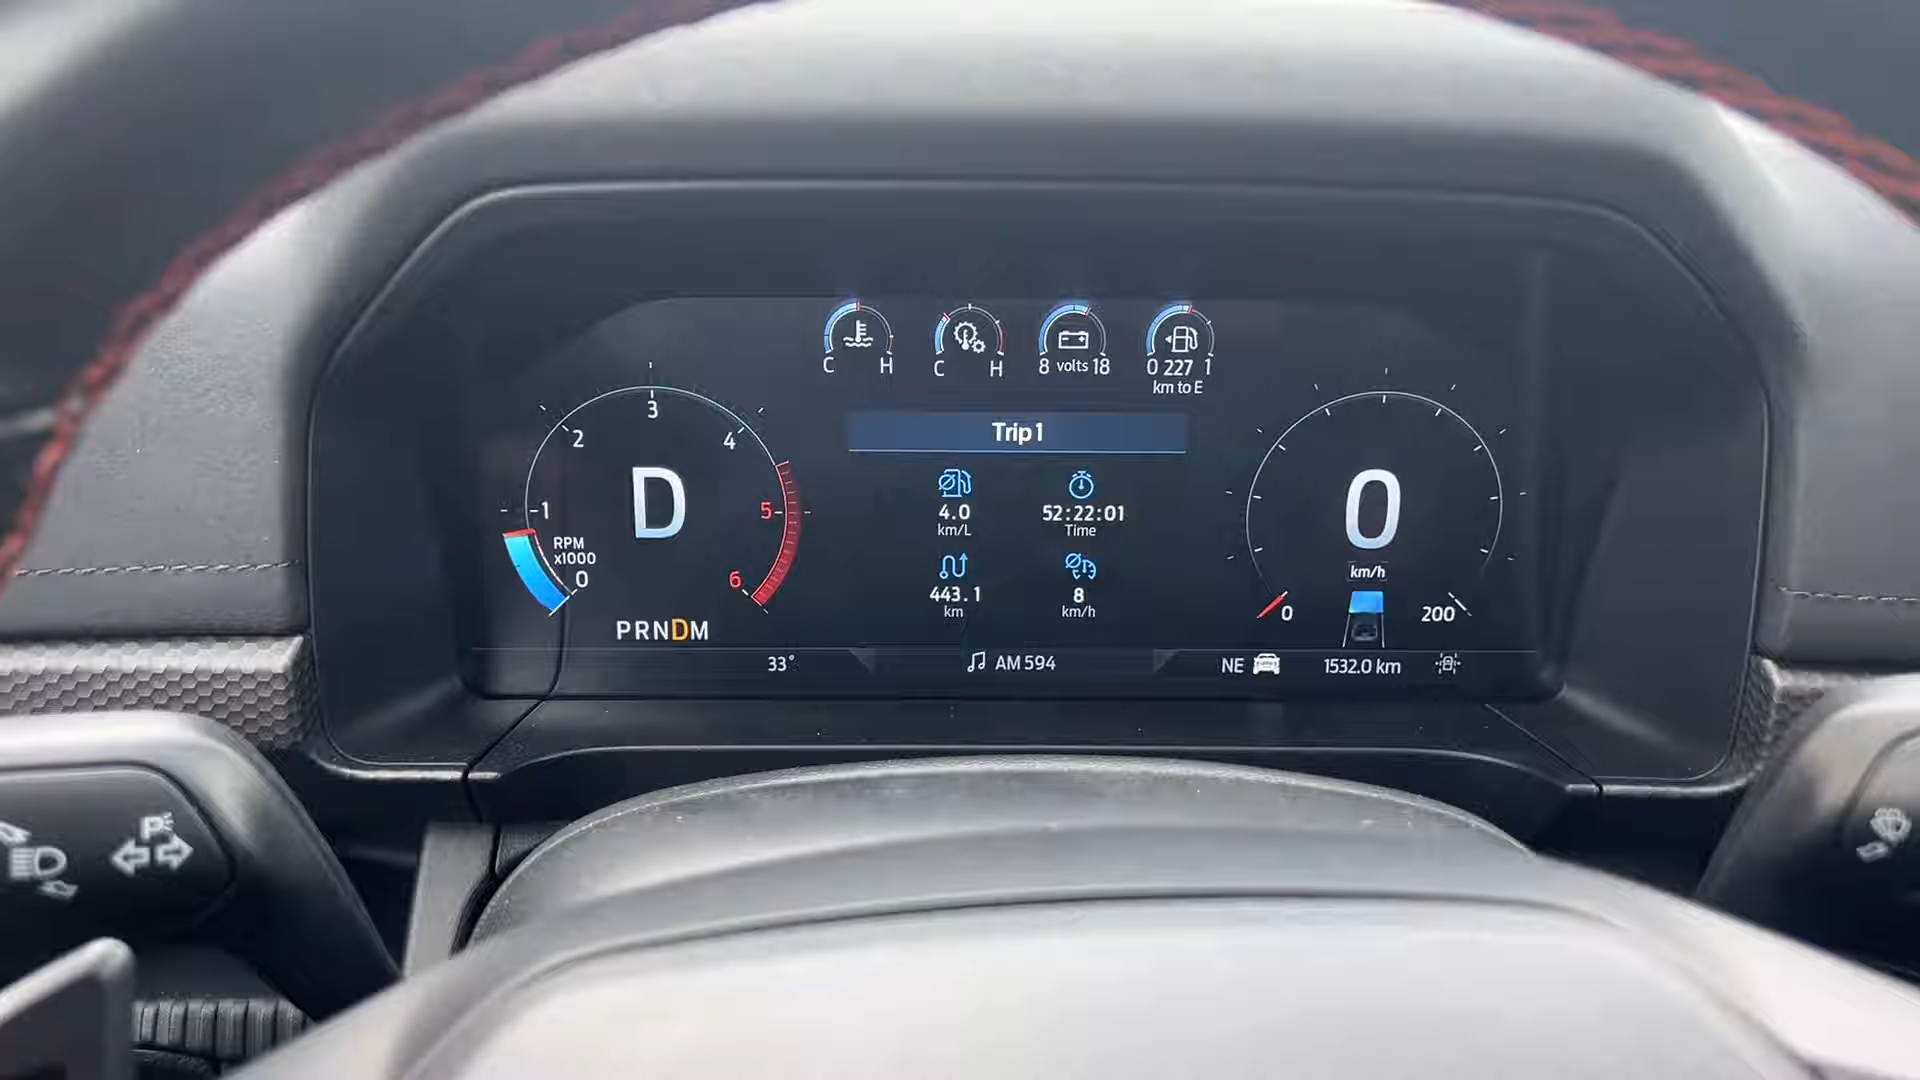 C H
C H
8 volts 18
0 227 1
km to E
Trip 1
4.0
km/L
52:22:01
Time
443.1
km
8
km/h
0
1
2
3
4
5
6
RPM
x1000
D
PRNDM
0
km/h
0
200
33°
AM 594
NE
1532.0 km
P